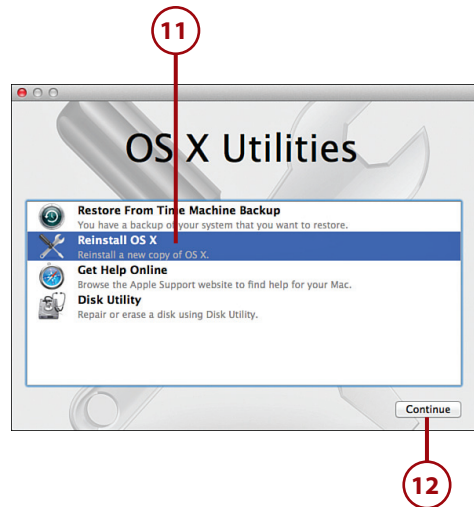 11
OS X Utilities
Restore From Time Machine Backup
You have a backup of your system that you want to restore.
Reinstall OS X
Reinstall a new copy of OS X.
Get Help Online
Browse the Apple Support website to find help for your Mac.
Disk Utility
Repair or erase a disk using Disk Utility.
Continue
12